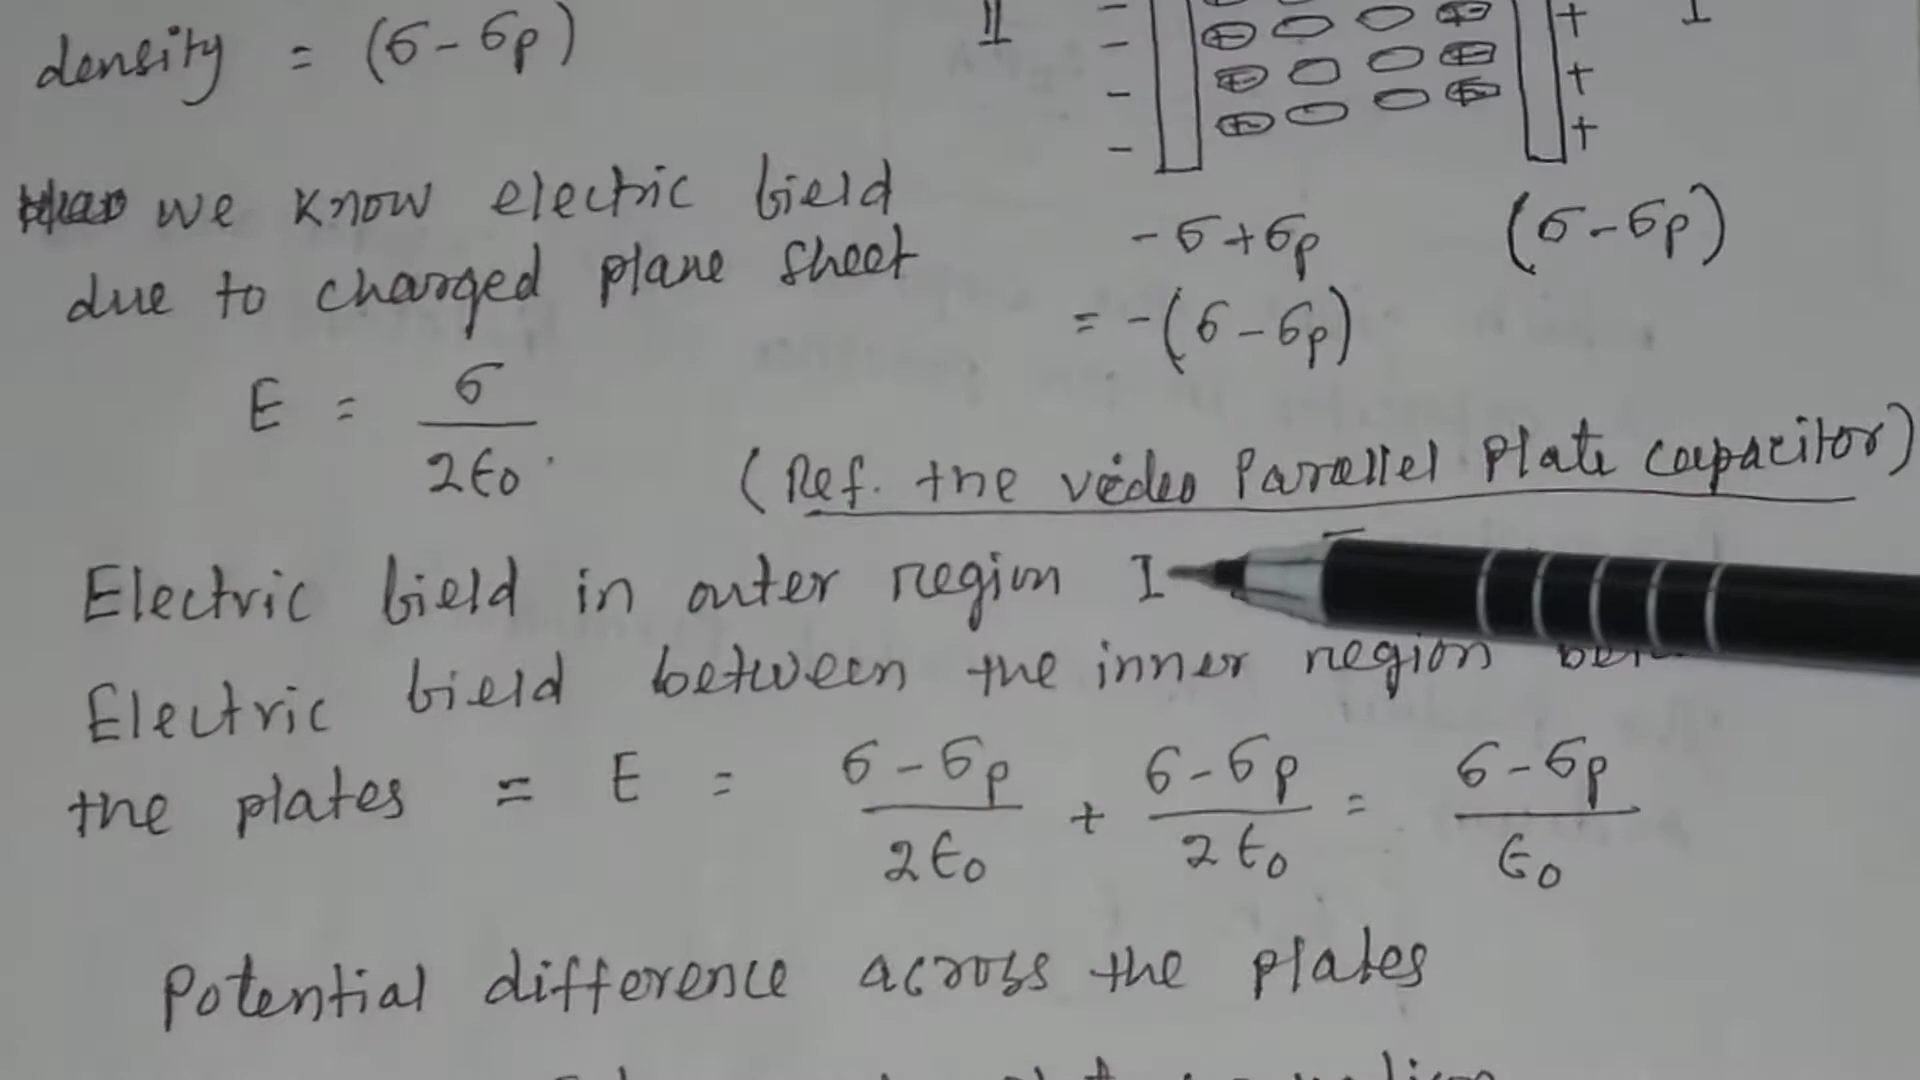 density = (σ - σp)
II
I
we know electric field
due to charged plane sheet
E = σ / 2ϵ0
- σ + σp
= - (σ - σp)
(σ - σp)
(Ref. the video Parallel plate capacitor)
Electric field in outer region I
Electric field between the inner region
the plates = E = σ - σp / 2ϵ0 + σ - σp / 2ϵ0 = σ - σp / ϵ0
Potential difference across the plates